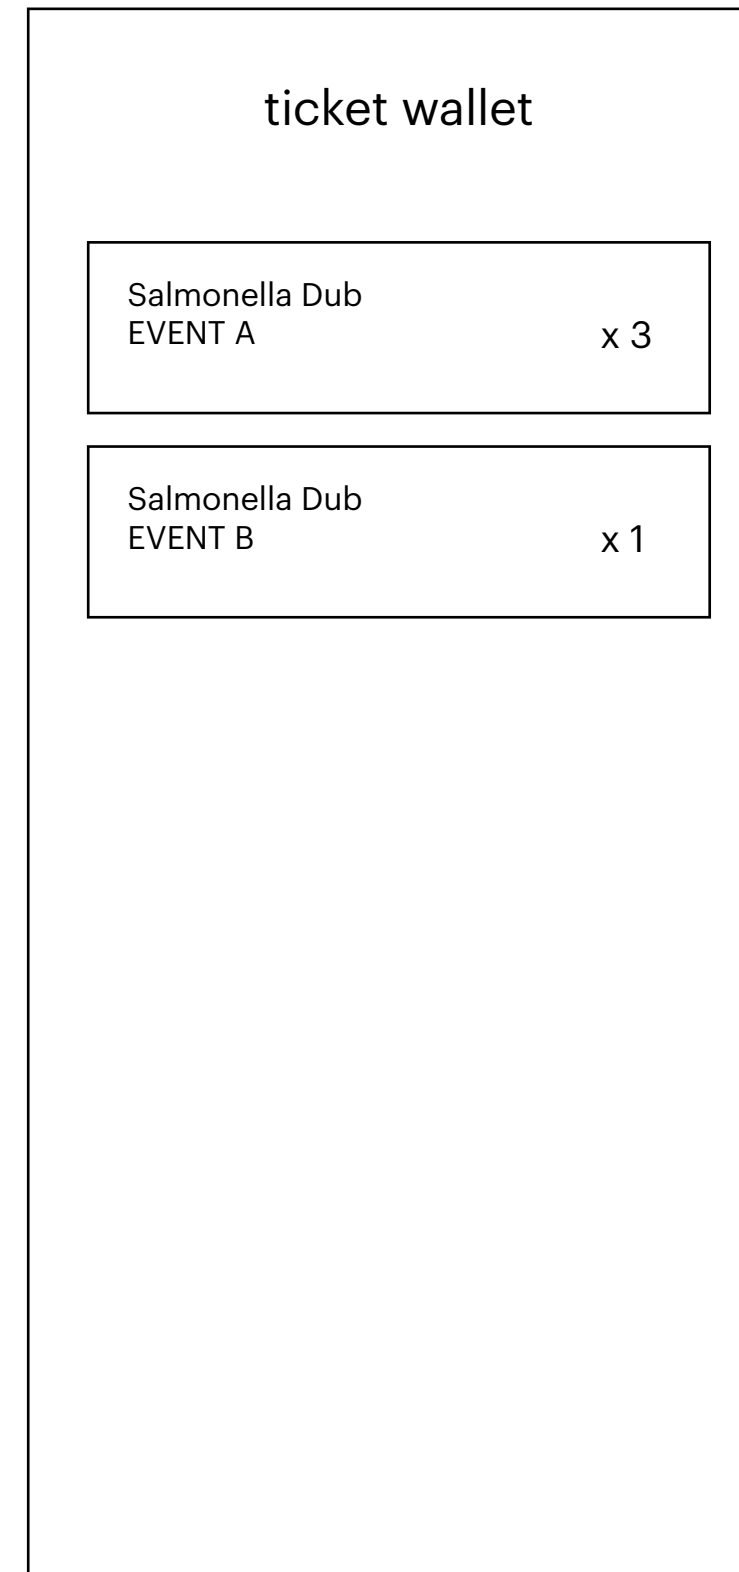 ticket wallet
Salmonella Dub
EVENT A
x 3
Salmonella Dub
EVENT B
x 1